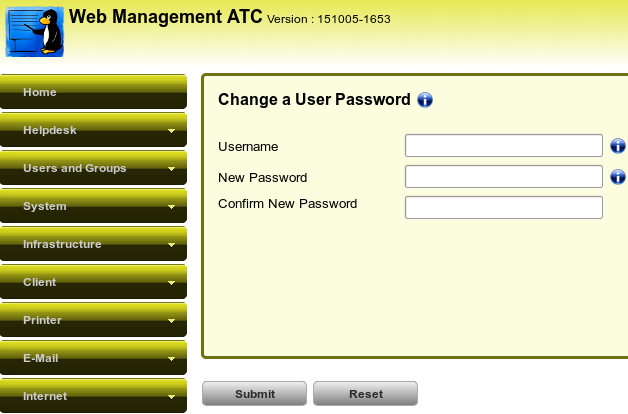 Web Management ATC Version : 151005-1653
Home
Helpdesk
Users and Groups
System
Infrastructure
Client
Printer
E-Mail
Internet
Change a User Password
Username
New Password
Confirm New Password
Submit Reset